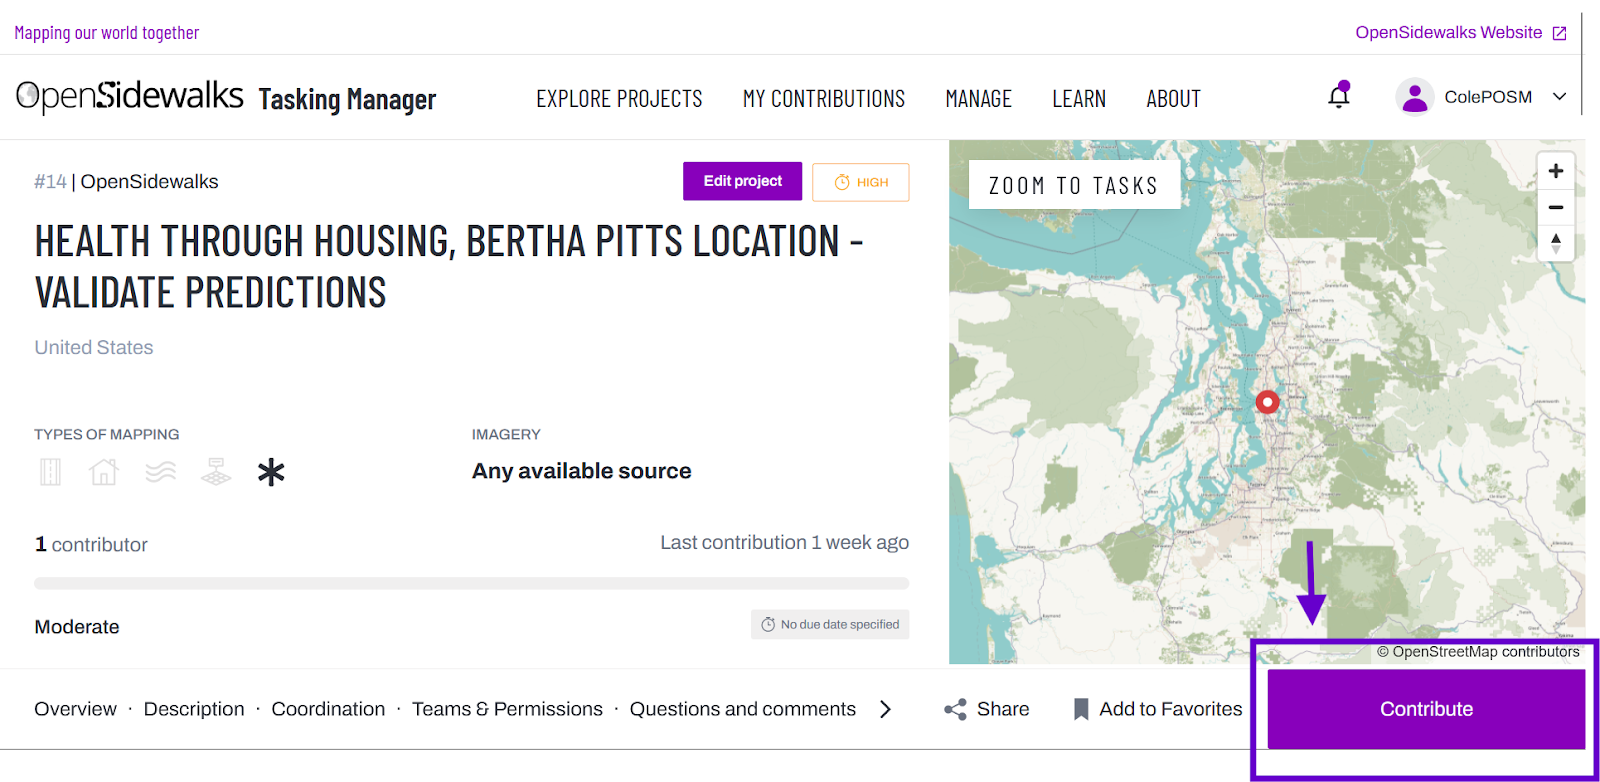 Mapping our world together
OpenSidewalks Website
OpenSidewalks Tasking Manager
EXPLORE PROJECTS
MY CONTRIBUTIONS
MANAGE
LEARN
ABOUT
ColePOSM
#14 | OpenSidewalks
Edit project
HIGH
HEALTH THROUGH HOUSING, BERTHA PITTS LOCATION -
VALIDATE PREDICTIONS
United States
TYPES OF MAPPING
IMAGERY
Any available source
1 contributor
Last contribution 1 week ago
Moderate
No due date specified
ZOOM TO TASKS
© OpenStreetMap contributors
Overview · Description · Coordination · Teams & Permissions · Questions and comments
Share
Add to Favorites
Contribute